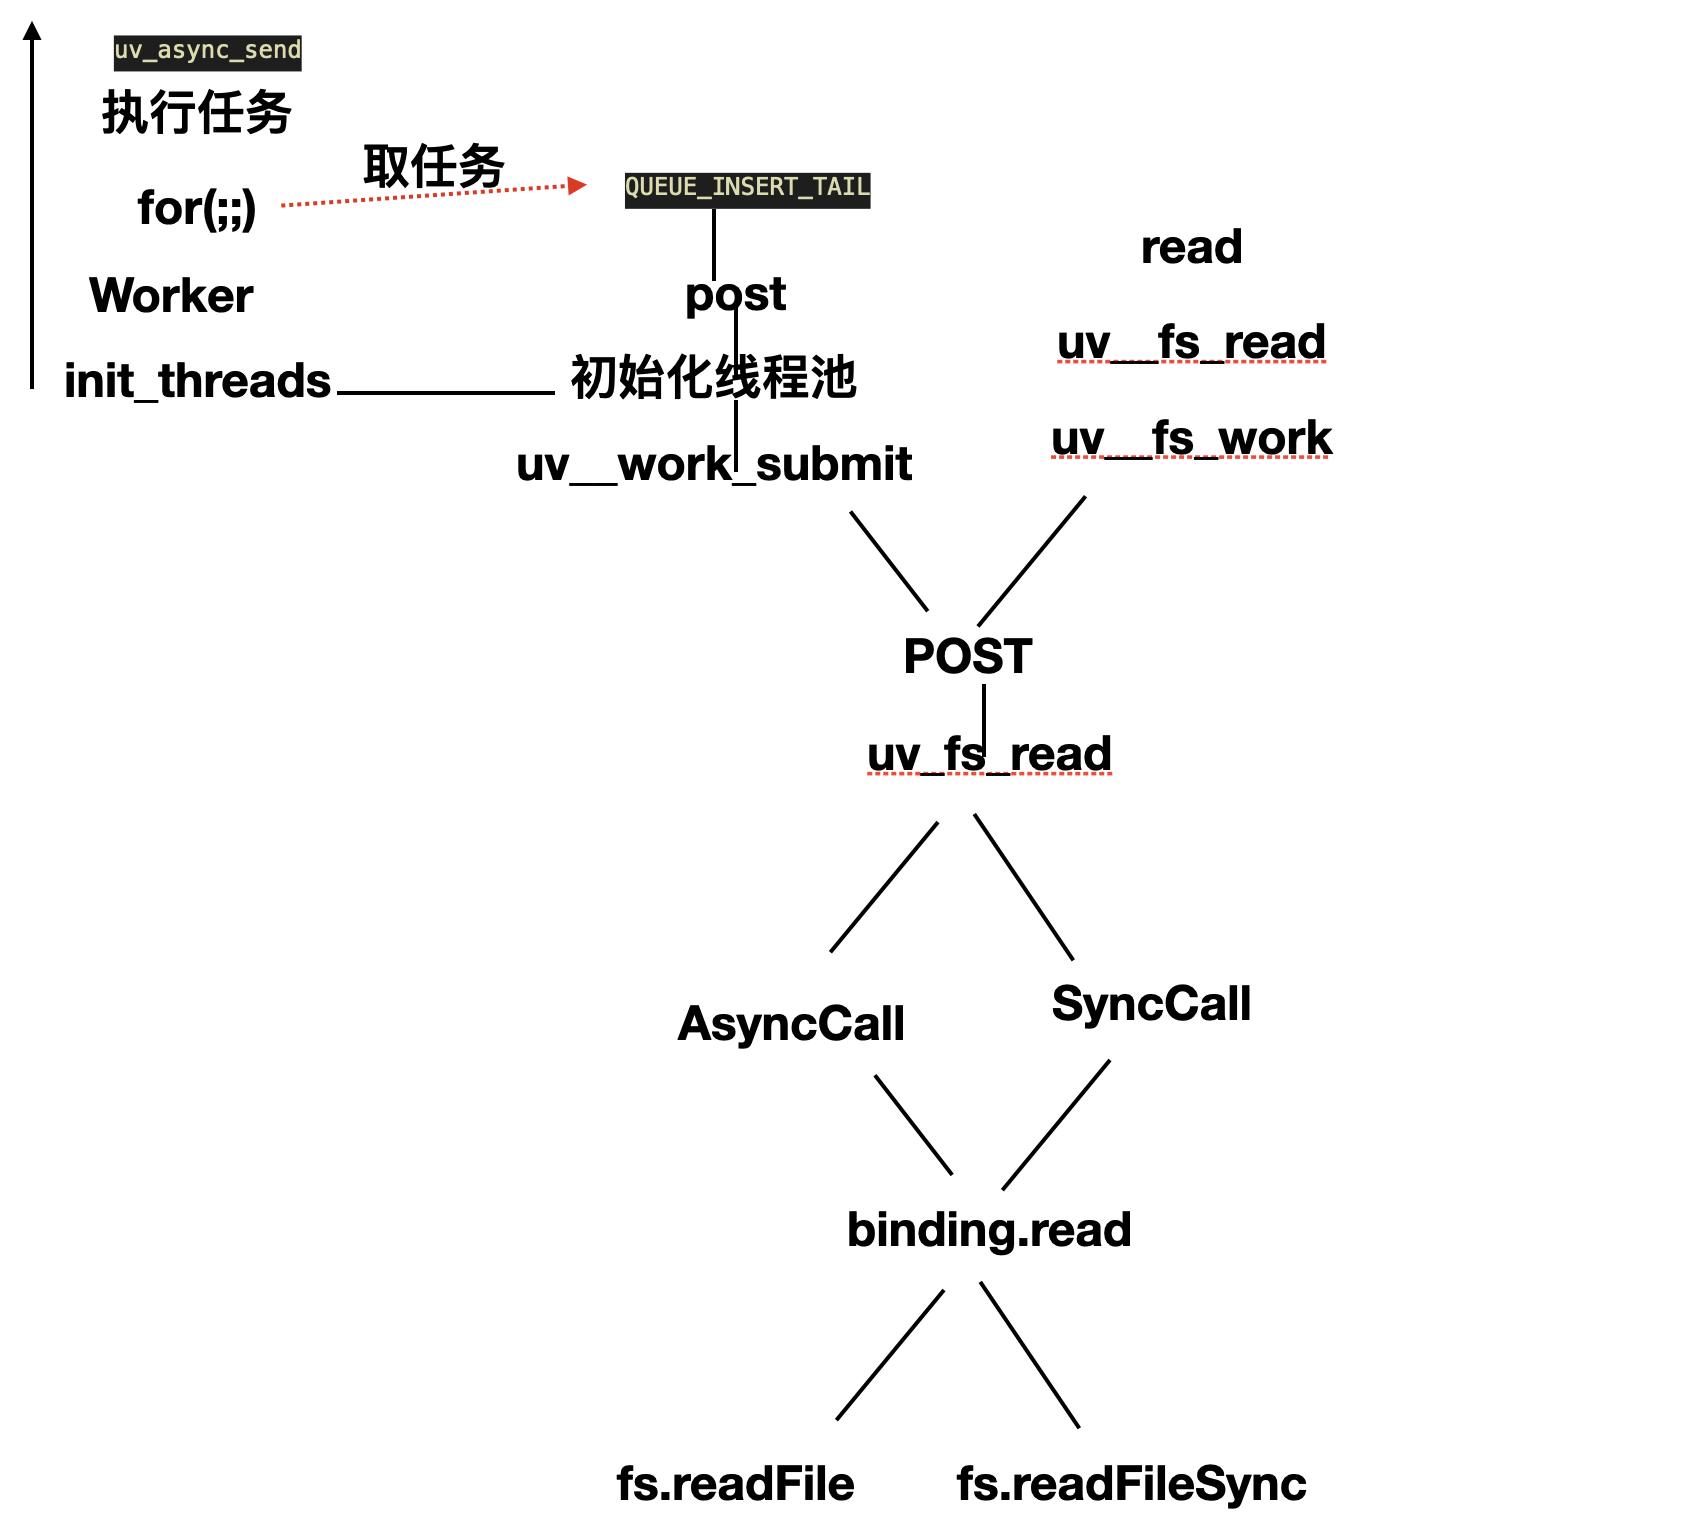 uv_async_send
执行任务
取任务
for(;;)
QUEUE_INSERT_TAIL
read
Worker
post
uv__fs_read
init_threads
初始化线程池
uv__fs_work
uv__work_submit
POST
uv_fs_read
AsyncCall
SyncCall
binding.read
fs.readFile
fs.readFileSync